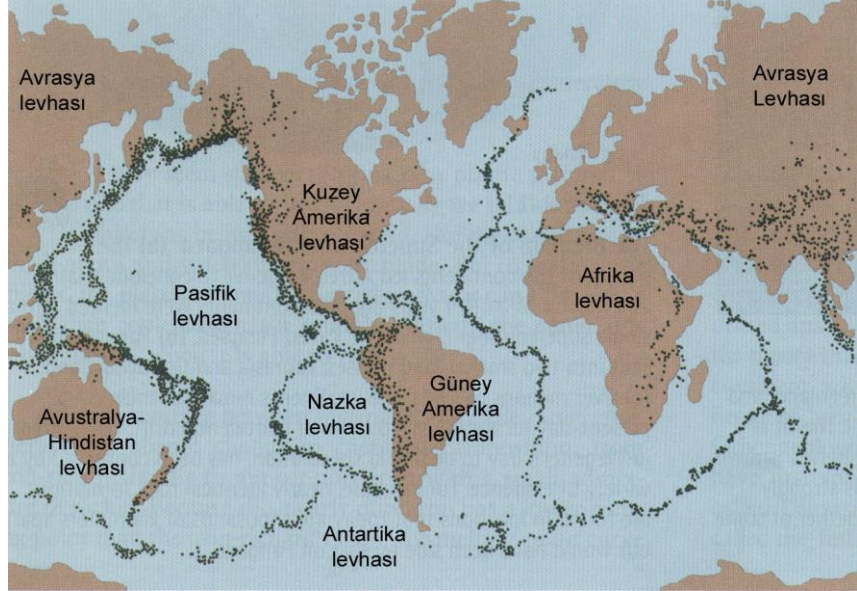 Avrasya
levhası
Avrasya
Levhası
Kuzey
Amerika
levhası
Pasifik
levhası
Afrika
levhası
Nazka
levhası
Güney
Amerika
levhası
Avustralya-
Hindistan
levhası
Antartika
levhası